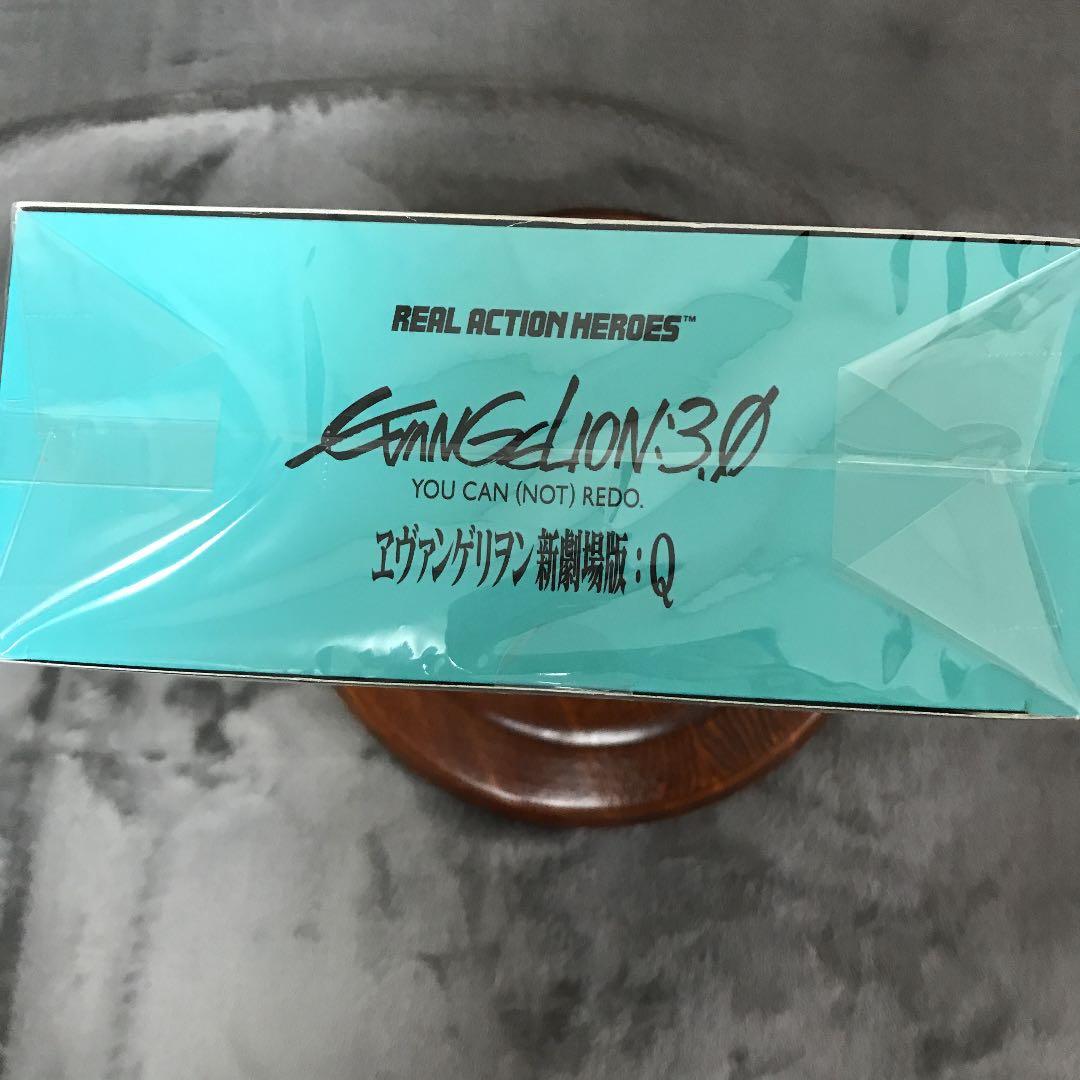 REAL ACTION HEROES™
EVANGELION:3.0
YOU CAN (NOT) REDO.
ヱヴァンゲリヲン新劇場版：Q